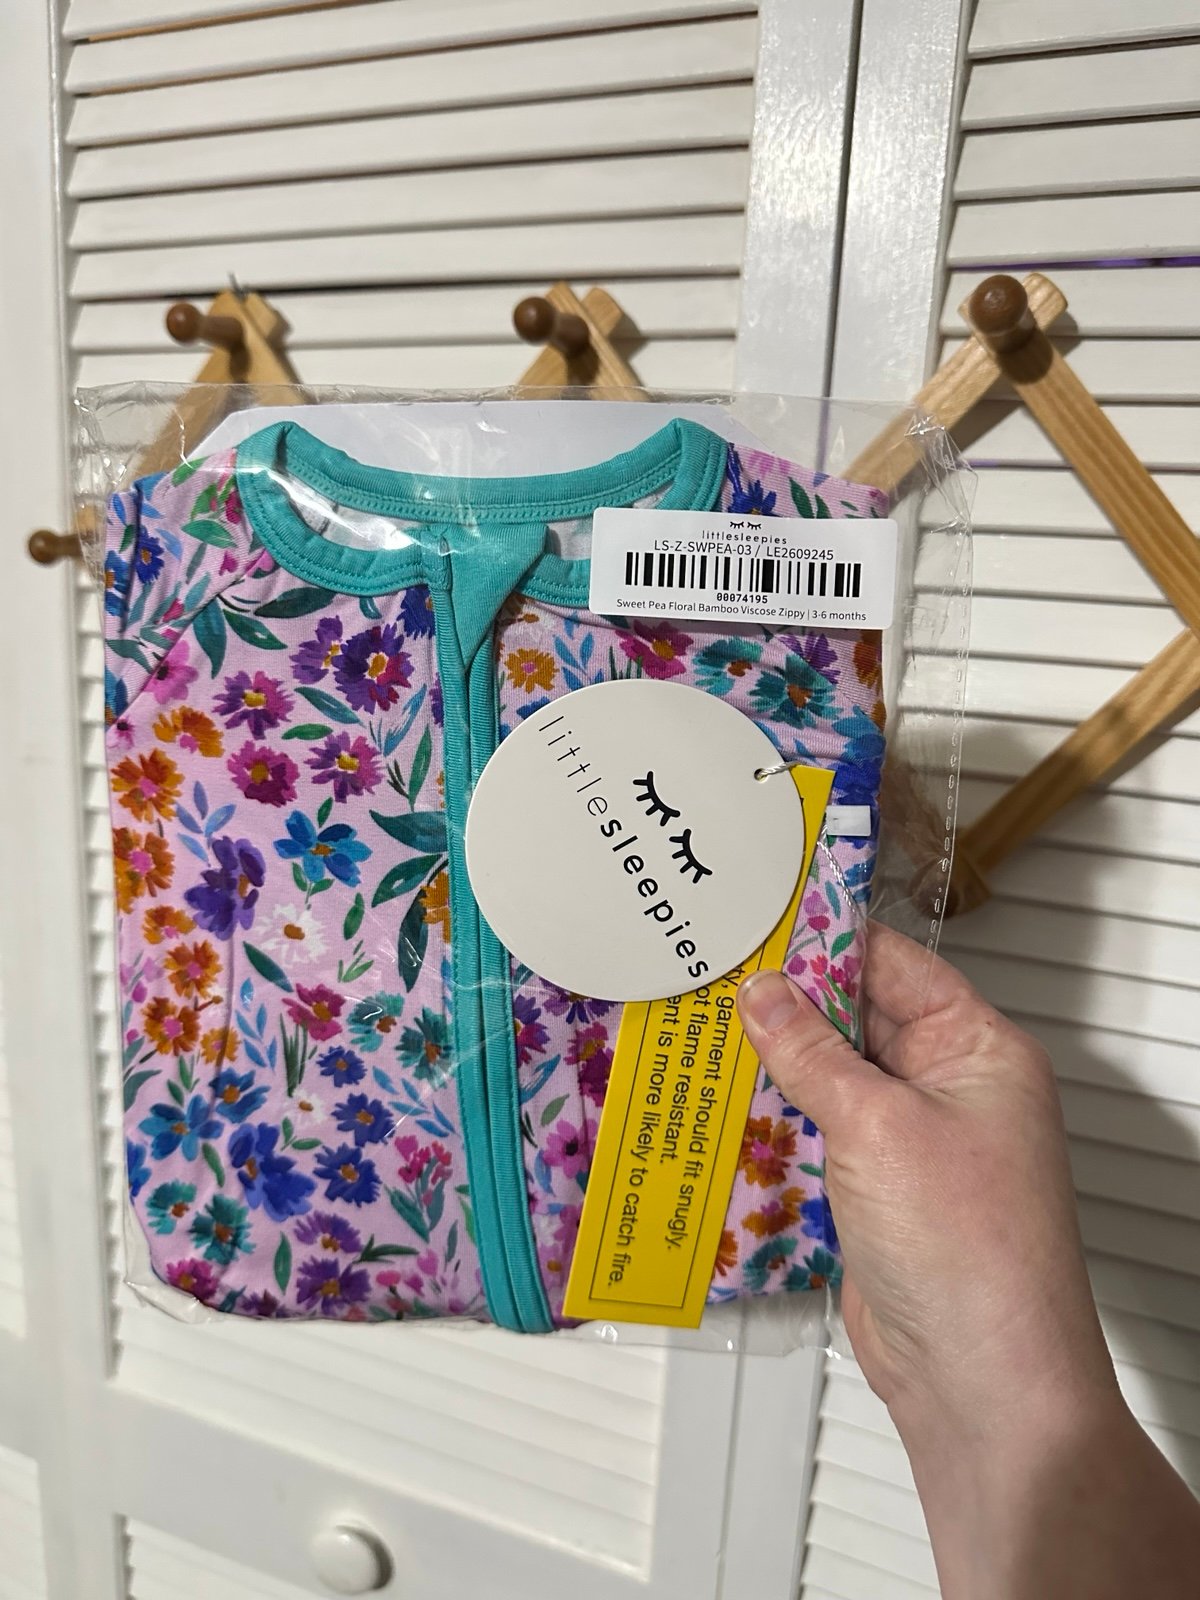 littlesleepies
LS-Z-SWPEA-03 / LE2609245
00074195
Sweet Pea Floral Bamboo Viscose Zippy | 3-6 months
littlesleepies
garment should fit snugly.
flame resistant.
is more likely to catch fire.